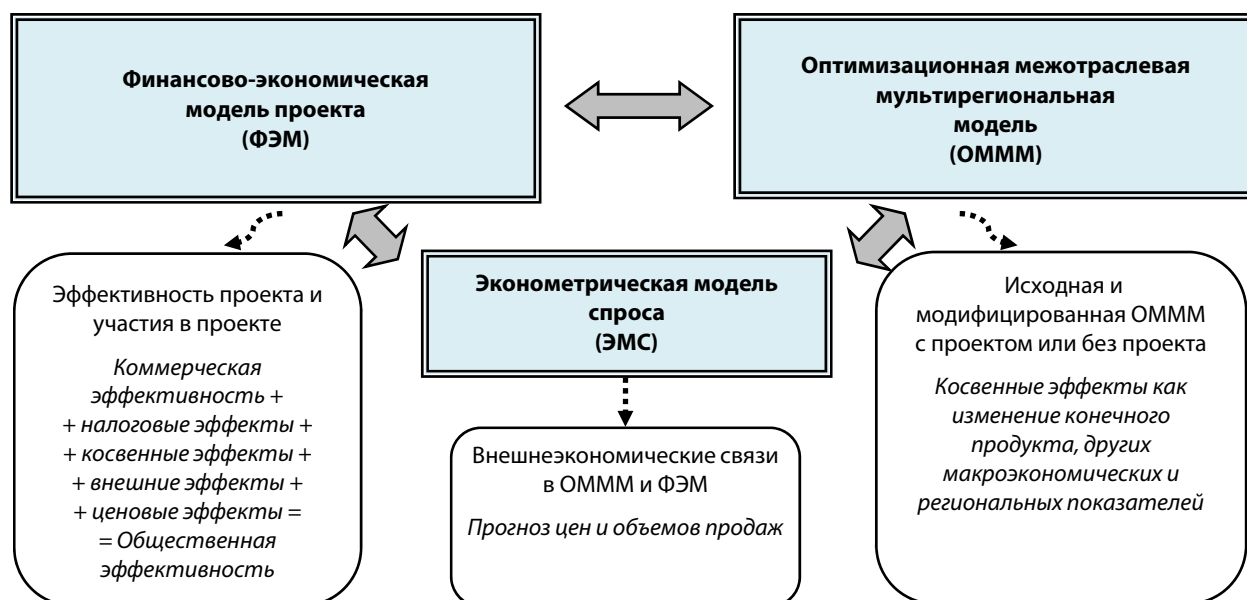 Финансово-экономическая
модель проекта
(ФЭМ)
Оптимизационная межотраслевая
мультирегиональная
модель
(ОМММ)
Эконометрическая модель
спроса
(ЭМС)
Эффективность проекта и
участия в проекте
Коммерческая
эффективность +
+ налоговые эффекты +
+ косвенные эффекты +
+ внешние эффекты +
+ ценовые эффекты =
= Общественная
эффективность
Внешнеэкономические связи
в ОМММ и ФЭМ
Прогноз цен и объемов продаж
Исходная и
модифицированная ОМММ
с проектом или без проекта
Косвенные эффекты как
изменение конечного
продукта, других
макроэкономических и
региональных показателей